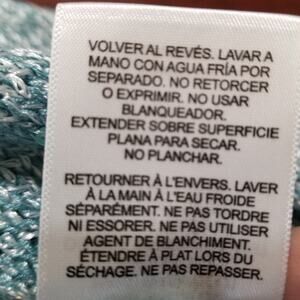 VOLVER AL REVÉS. LAVAR A
MANO CON AGUA FRÍA POR
SEPARADO. NO RETORCER
O EXPRIMIR. NO USAR
BLANQUEADOR.
EXTENDER SOBRE SUPERFICIE
PLANA PARA SECAR.
NO PLANCHAR.
RETOURNER À L'ENVERS. LAVER
À LA MAIN À L'EAU FROIDE
SÉPARÉMENT. NE PAS TORDRE
NI ESSORER. NE PAS UTILISER
AGENT DE BLANCHIMENT.
ÉTENDRE À PLAT LORS DU
SÉCHAGE. NE PAS REPASSER.